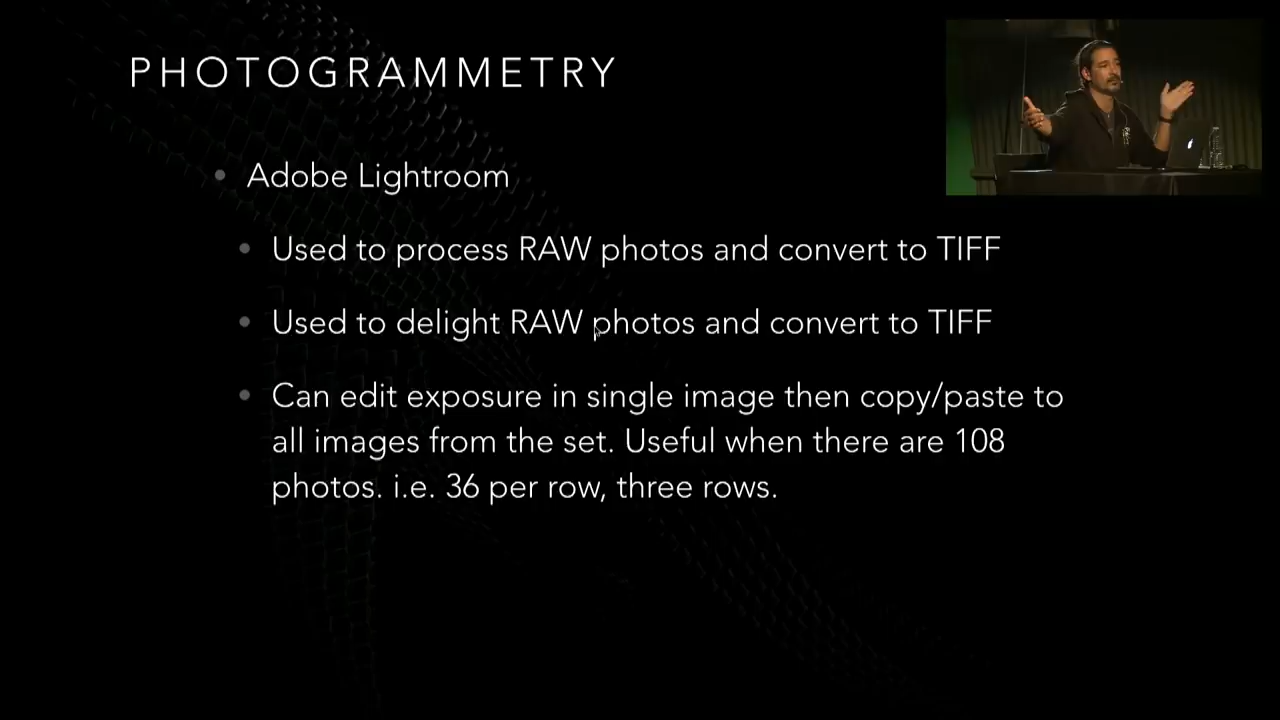 PHOTOGRAMMETRY
• Adobe Lightroom
• Used to process RAW photos and convert to TIFF
• Used to delight RAW photos and convert to TIFF
• Can edit exposure in single image then copy/paste to
all images from the set. Useful when there are 108
photos. i.e. 36 per row, three rows.